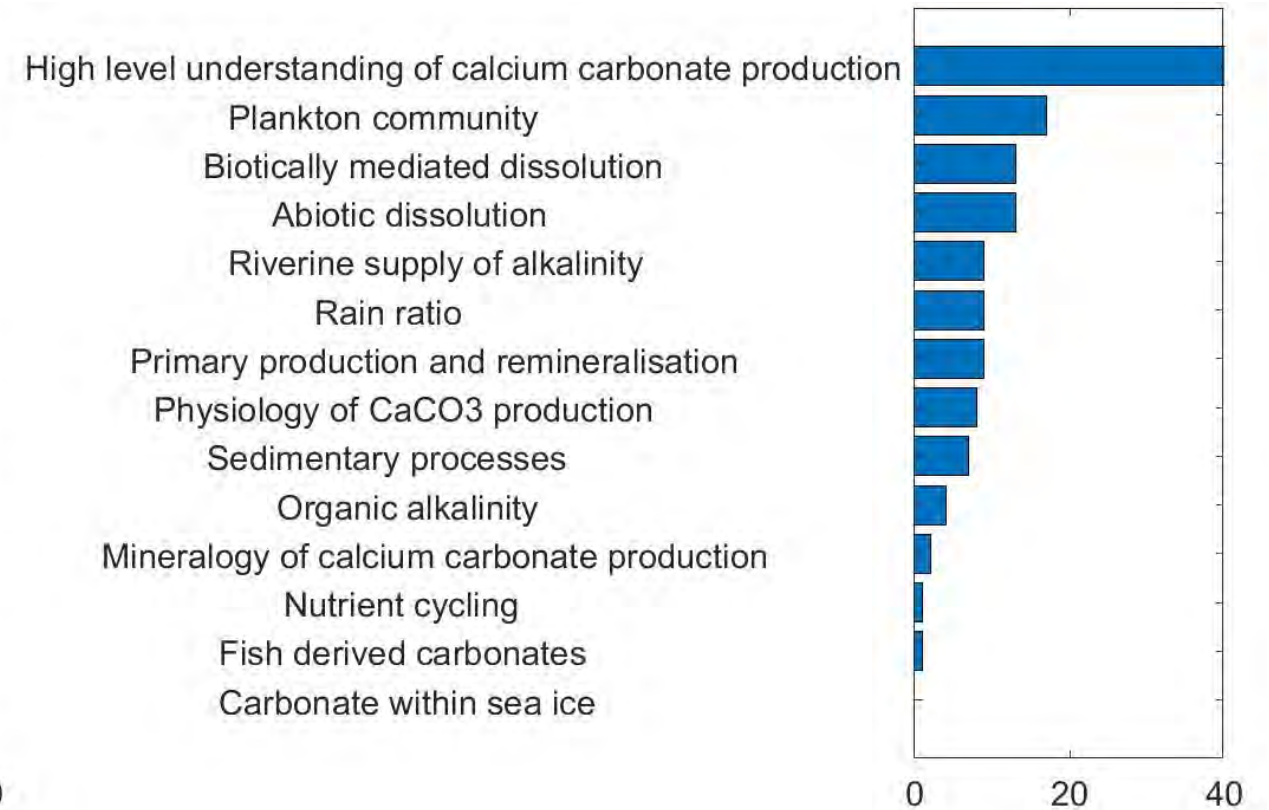 High level understanding of calcium carbonate production
Plankton community
Biotically mediated dissolution
Abiotic dissolution
Riverine supply of alkalinity
Rain ratio
Primary production and remineralisation
Physiology of CaCO3 production
Sedimentary processes
Organic alkalinity
Mineralogy of calcium carbonate production
Nutrient cycling
Fish derived carbonates
Carbonate within sea ice
0 20 40